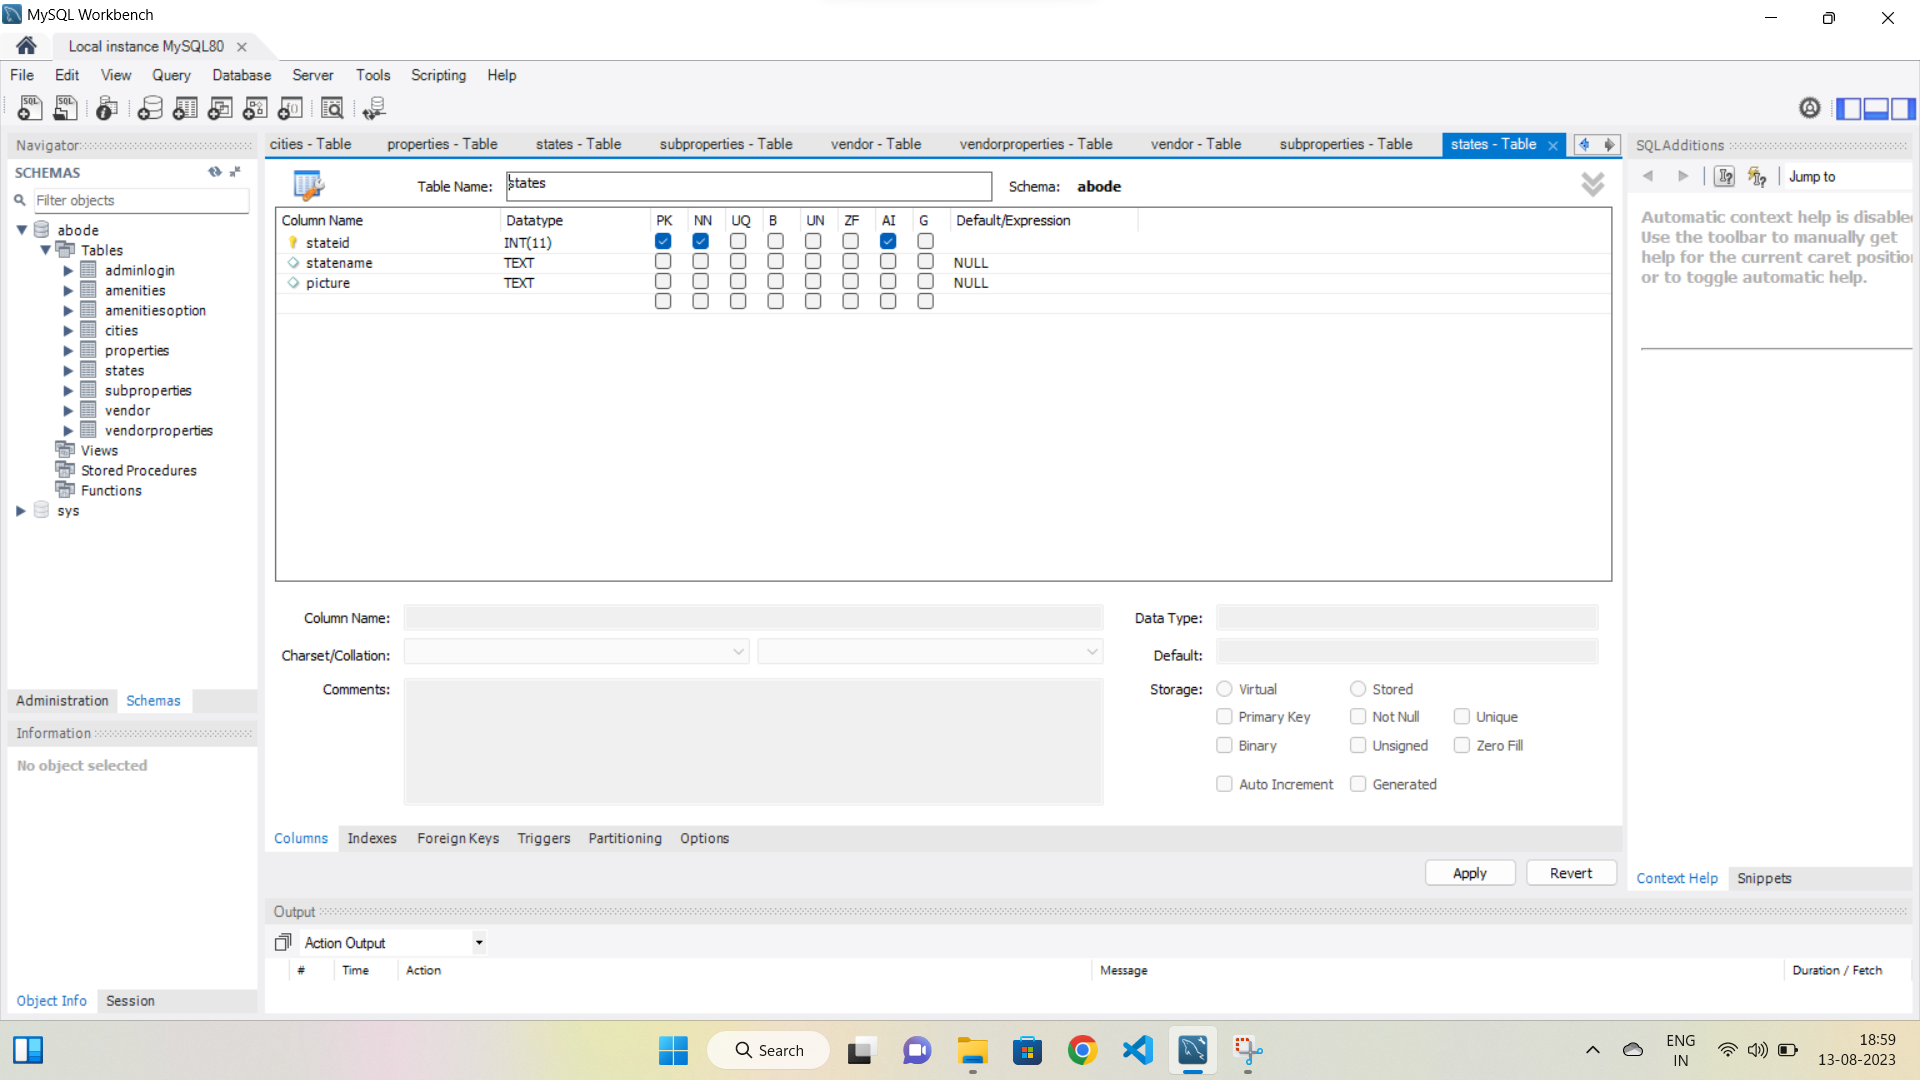 MySQL Workbench
Local instance MySQL80
File Edit View Query Database Server Tools Scripting Help
Navigator
SCHEMAS
Filter objects
abode
Tables
adminlogin
amenities
amenitiesoption
cities
properties
states
subproperties
vendor
vendorproperties
Views
Stored Procedures
Functions
sys
Administration Schemas
Information
No object selected
Object Info Session
cities - Table properties - Table states - Table subproperties - Table vendor - Table vendorproperties - Table vendor - Table subproperties - Table states - Table
Table Name: states Schema: abode
Column Name Datatype PK NN UQ B UN ZF AI G Default/Expression
stateid INT(11)
statename TEXT NULL
picture TEXT NULL
Column Name: Data Type:
Charset/Collation: Default:
Comments: Storage: Virtual Stored
Primary Key Not Null Unique
Binary Unsigned Zero Fill
Auto Increment Generated
Columns Indexes Foreign Keys Triggers Partitioning Options
Apply Revert
Output
Action Output
# Time Action Message Duration / Fetch
SQLAdditions
Jump to
Automatic context help is disabled
Use the toolbar to manually get
help for the current caret position
or to toggle automatic help.
Context Help Snippets
Search
ENG
IN
18:59
13-08-2023